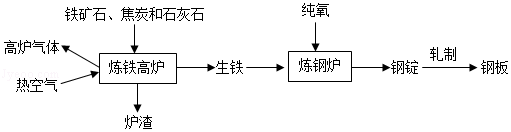 铁矿石、焦炭和石灰石
纯氧
高炉气体
热空气
炼铁高炉
生铁
炼钢炉
钢锭
轧制
钢板
炉渣